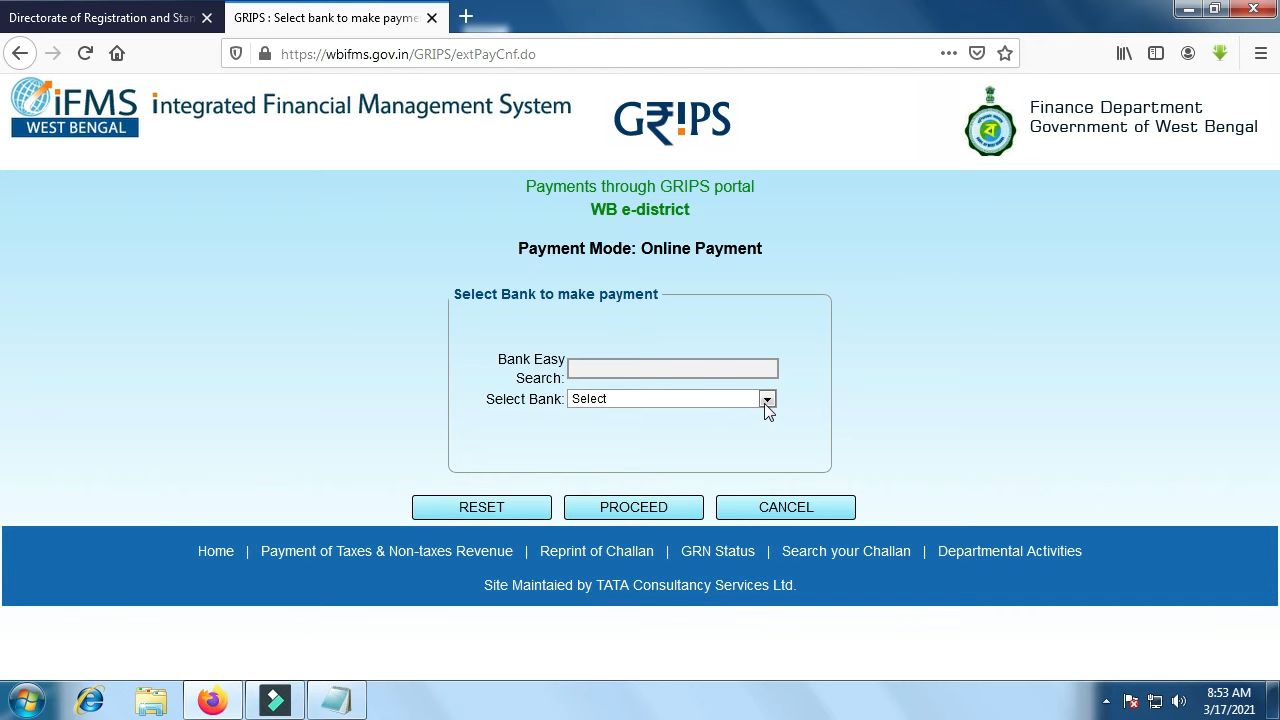 Directore of Registration and Stan
GRIPS : Select bank to make payme
https://wbifms.gov.in/GRIPS/extPayCnf.do
iFMS
WEST BENGAL
integrated Financial Management System
GRIPS
Finance Department
Government of West Bengal
Payments through GRIPS portal
WB e-district
Payment Mode: Online Payment
Select Bank to make payment
Bank Easy
Search:
Select Bank: Select
RESET PROCEED CANCEL
Home | Payment of Taxes & Non-taxes Revenue | Reprint of Challan | GRN Status | Search your Challan | Departmental Activities
Site Maintaied by TATA Consultancy Services Ltd.
8:53 AM
3/17/2021